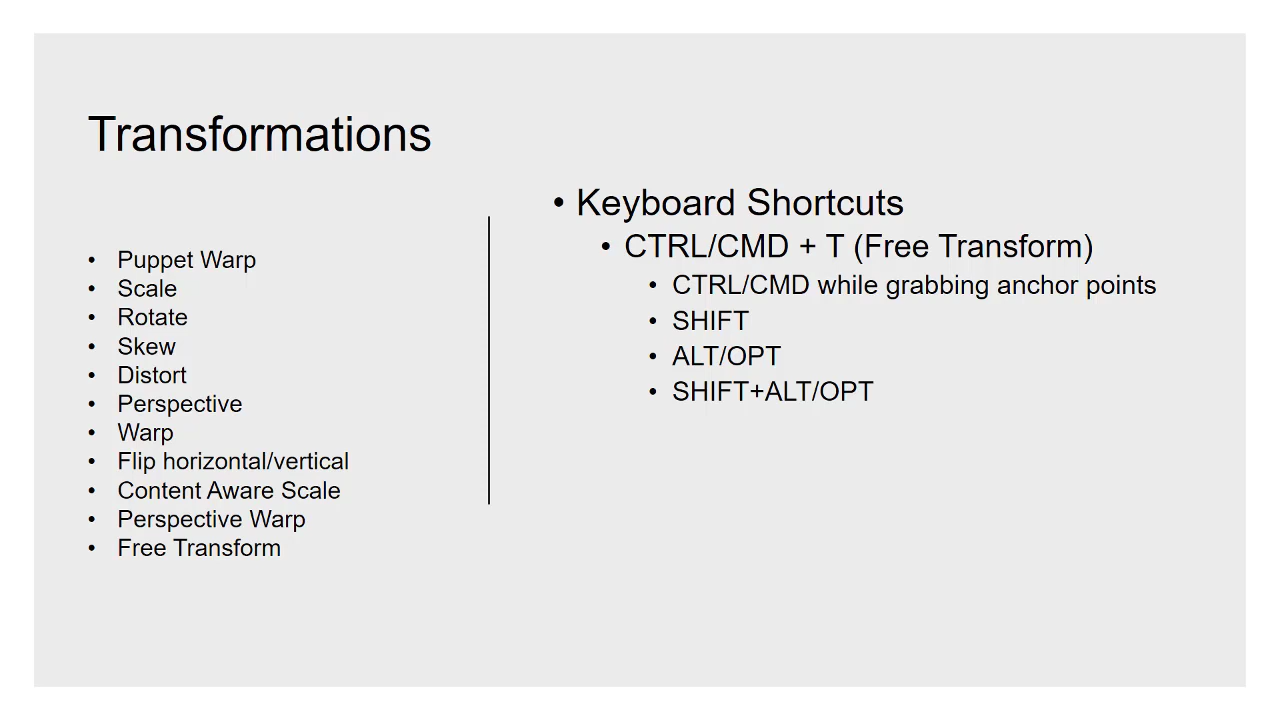 Transformations
• Puppet Warp
• Scale
• Rotate
• Skew
• Distort
• Perspective
• Warp
• Flip horizontal/vertical
• Content Aware Scale
• Perspective Warp
• Free Transform
• Keyboard Shortcuts
• CTRL/CMD + T (Free Transform)
• CTRL/CMD while grabbing anchor points
• SHIFT
• ALT/OPT
• SHIFT+ALT/OPT